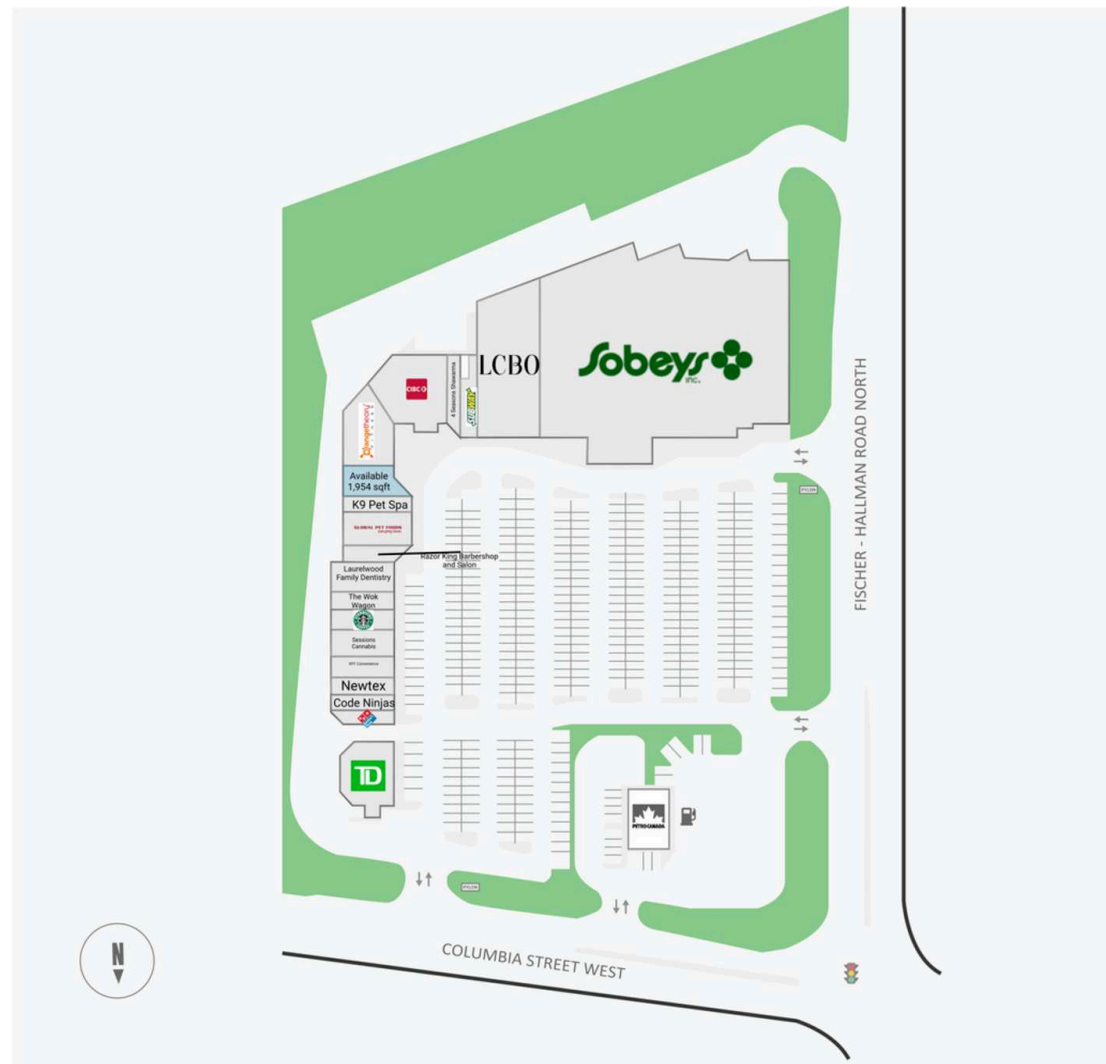 LCBO
Sobeys
inc.
CIBC
4 Seasons Shawarma
SUBWAY
orangetheory
Available
1,954 sqft
K9 Pet Spa
GLOBAL PET FOODS
Razor King Barbershop
and Salon
Laurelwood
Family Dentistry
The Wok
Wagon
Sessions
Cannabis
Newtex
Code Ninjas
TD
PETRO-CANADA
PYLON
PYLON
FISCHER - HALLMAN ROAD NORTH
COLUMBIA STREET WEST
N